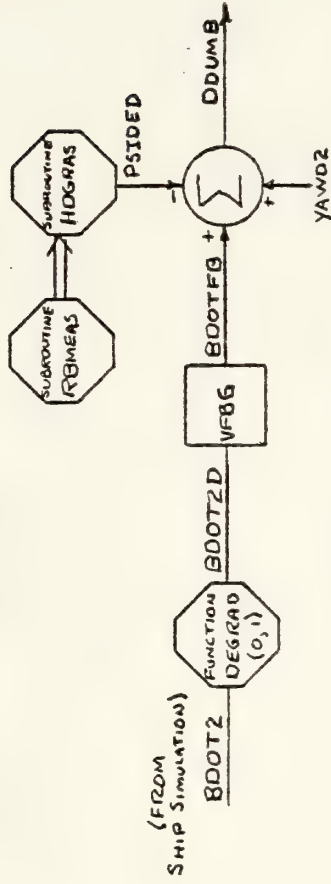 (FROM
SHIP SIMULATION)
BDOT2
FUNCTION
DEGRAD
(0,1)
BDOT2D
VFBG
BDOTFB
+
SUBROUTINE
RBMEAS
SUBROUTINE
HDGRAS
PSIDED
-
Σ
+
YAWD2
DDUMB